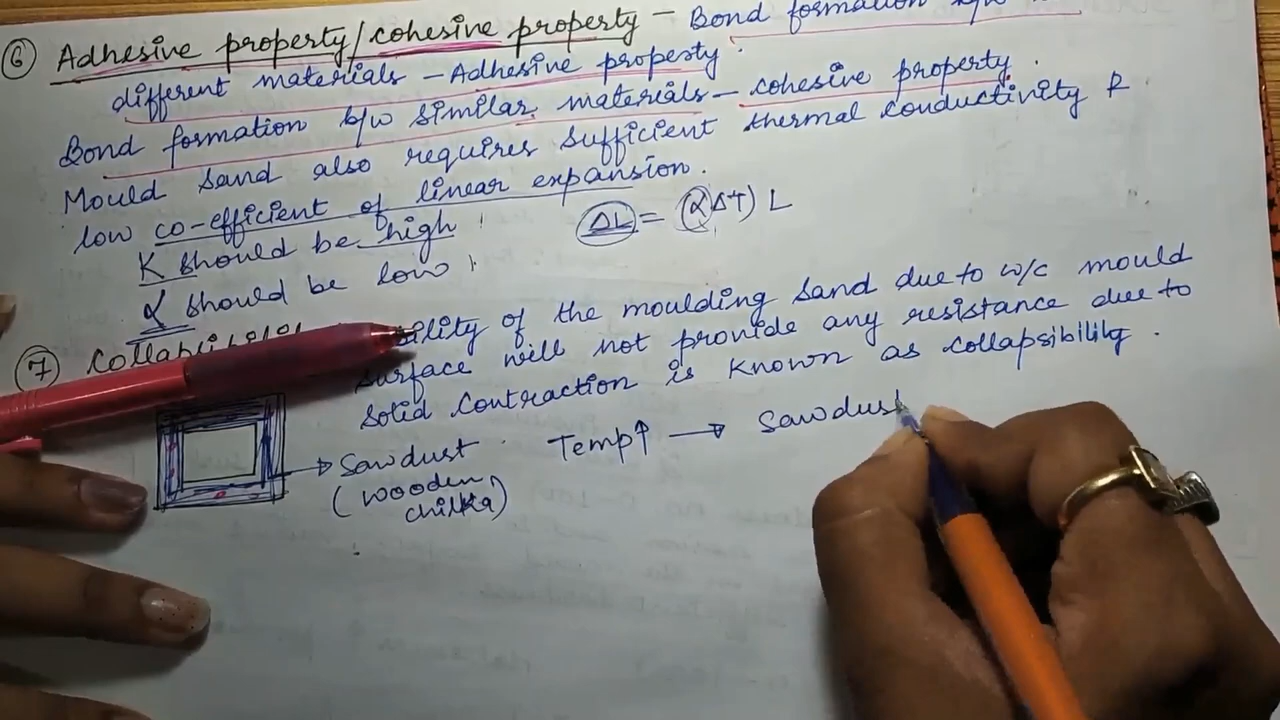 ⑥ Adhesive property/cohesive property - Bond formation b/w
different materials - Adhesive property.
Bond formation b/w similar materials - cohesive property.
Mould sand also requires sufficient thermal conductivity &
low co-efficient of linear expansion.
K should be high
ΔL = (αΔT) L
α should be low
⑦
ility of the moulding sand due to w/c mould
surface will not provide any resistance due to
solid contraction is known as collapsibility.
Sawdust
(wooden
chilka)
Temp↑ → Sawdust